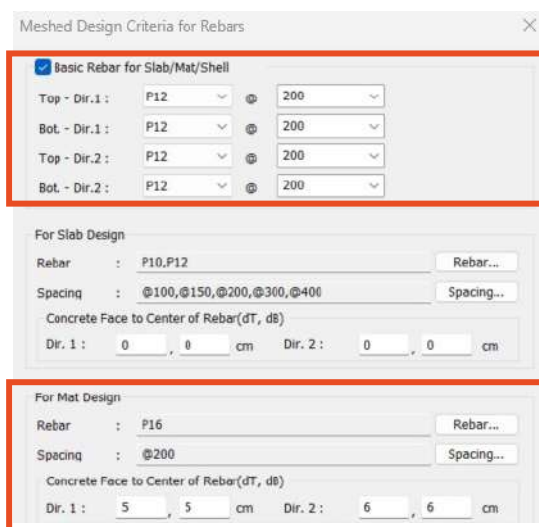 Meshed Design Criteria for Rebars
Basic Rebar for Slab/Mat/Shell
Top - Dir.1 : P12 @ 200
Bot. - Dir.1 : P12 @ 200
Top - Dir.2 : P12 @ 200
Bot. - Dir.2 : P12 @ 200
For Slab Design
Rebar : P10,P12 Rebar...
Spacing : @100,@150,@200,@300,@400 Spacing...
Concrete Face to Center of Rebar(dT, dB)
Dir. 1 : 0 , 0 cm Dir. 2 : 0 , 0 cm
For Mat Design
Rebar : P16 Rebar...
Spacing : @200 Spacing...
Concrete Face to Center of Rebar(dT, dB)
Dir. 1 : 5 , 5 cm Dir. 2 : 6 , 6 cm